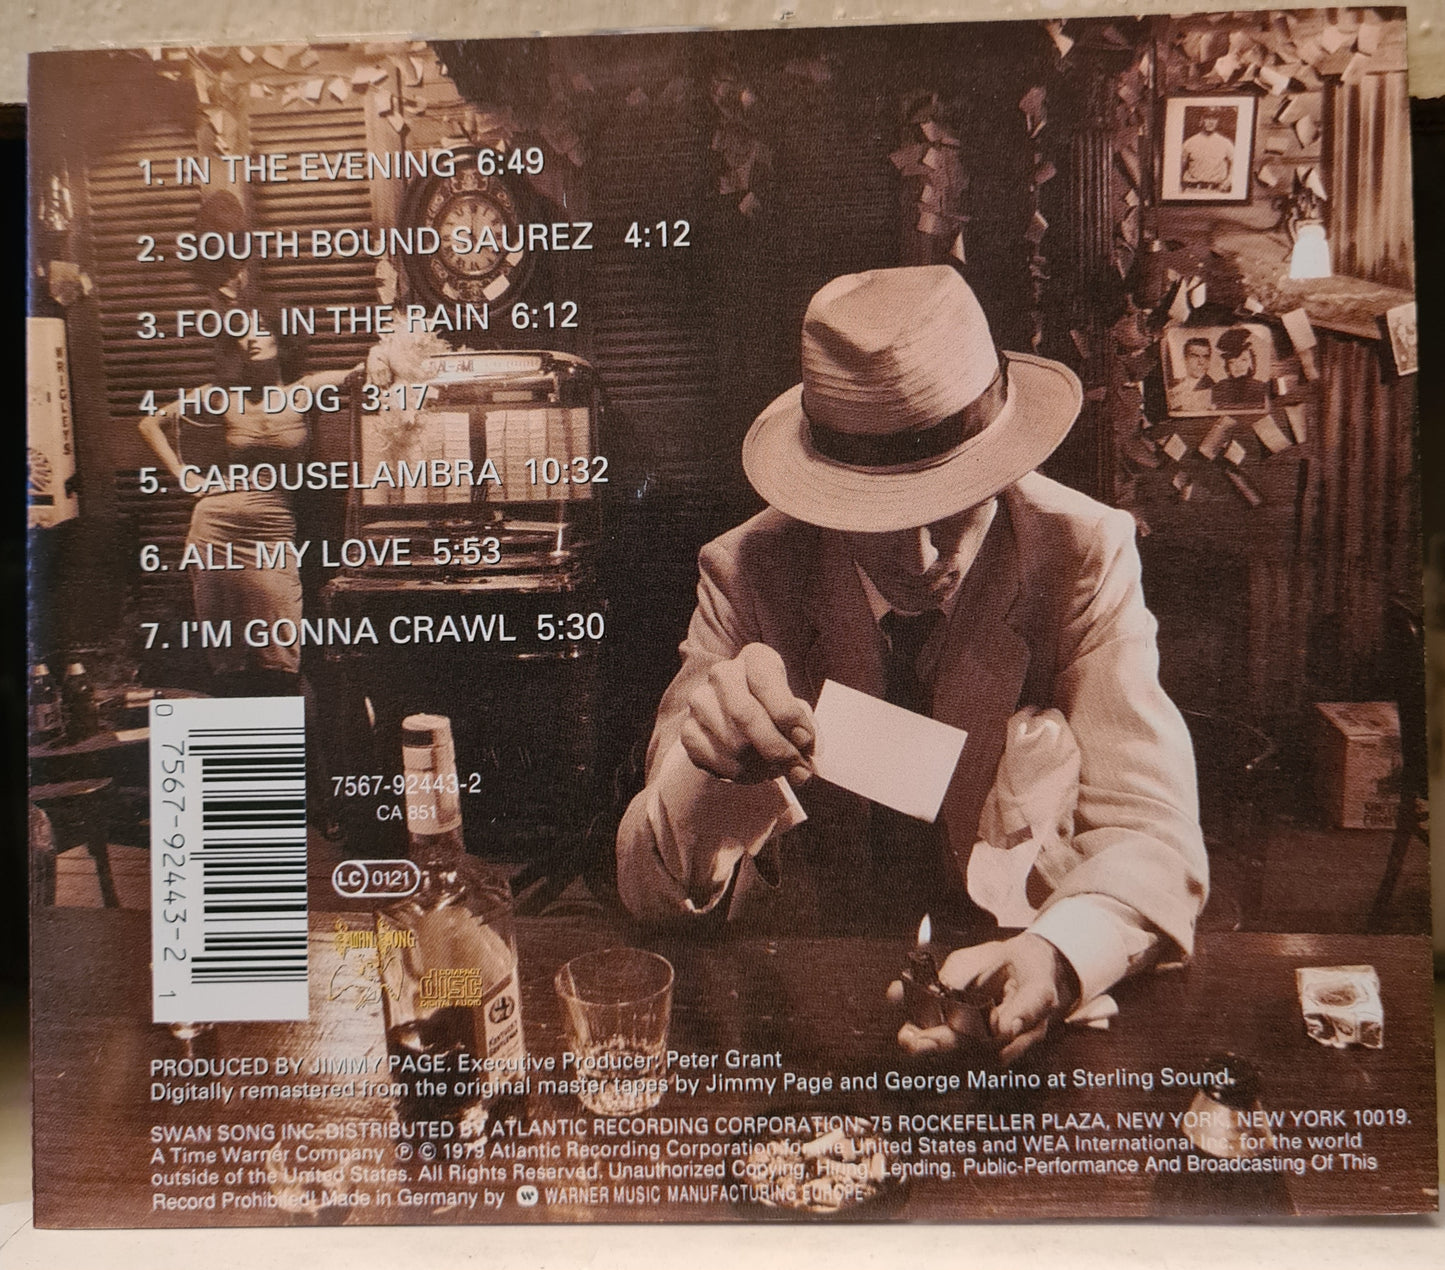 1. IN THE EVENING 6:49
2. SOUTH BOUND SAUREZ 4:12
3. FOOL IN THE RAIN 6:12
4. HOT DOG 3:17
5. CAROUSELAMBRA 10:32
6. ALL MY LOVE 5:53
7. I'M GONNA CRAWL 5:30
WRIGLEYS
0 7567-92443-2 1
7567-92443-2
CA 851
LC 0121
SWAN SONG
COMPACT
disc
DIGITAL AUDIO
PRODUCED BY JIMMY PAGE. Executive Producer: Peter Grant
Digitally remastered from the original master tapes by Jimmy Page and George Marino at Sterling Sound.
SWAN SONG INC. DISTRIBUTED BY ATLANTIC RECORDING CORPORATION, 75 ROCKEFELLER PLAZA, NEW YORK, NEW YORK 10019.
A Time Warner Company ℗ © 1979 Atlantic Recording Corporation for the United States and WEA International Inc. for the world
outside of the United States. All Rights Reserved. Unauthorized Copying, Hiring, Lending, Public-Performance And Broadcasting Of This
Record Prohibited! Made in Germany by WARNER MUSIC MANUFACTURING EUROPE